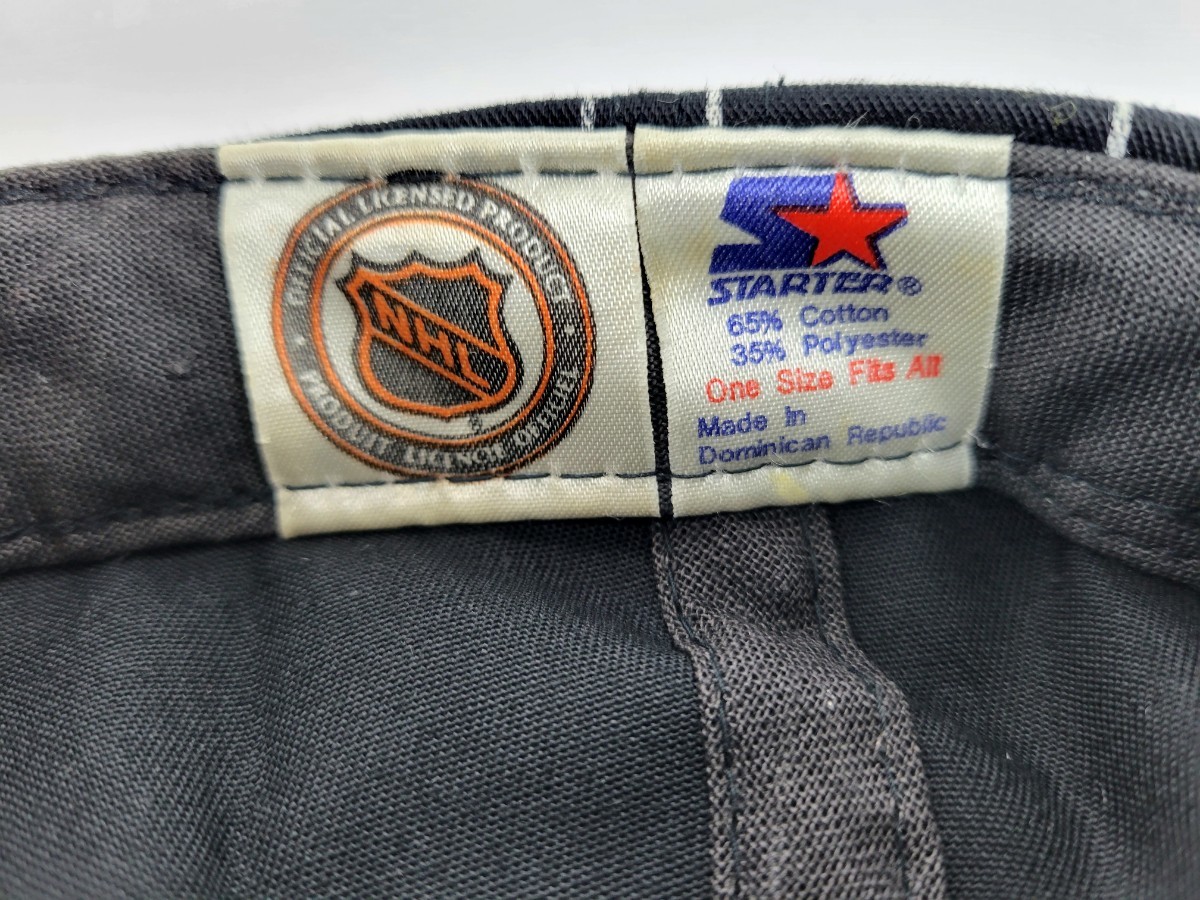 • OFFICIAL LICENSED PRODUCT •
PRODUIT LICENCIÉ OFFICIEL
NHL
STARTER®
65% Cotton
35% Polyester
One Size Fits All
Made In
Dominican Republic